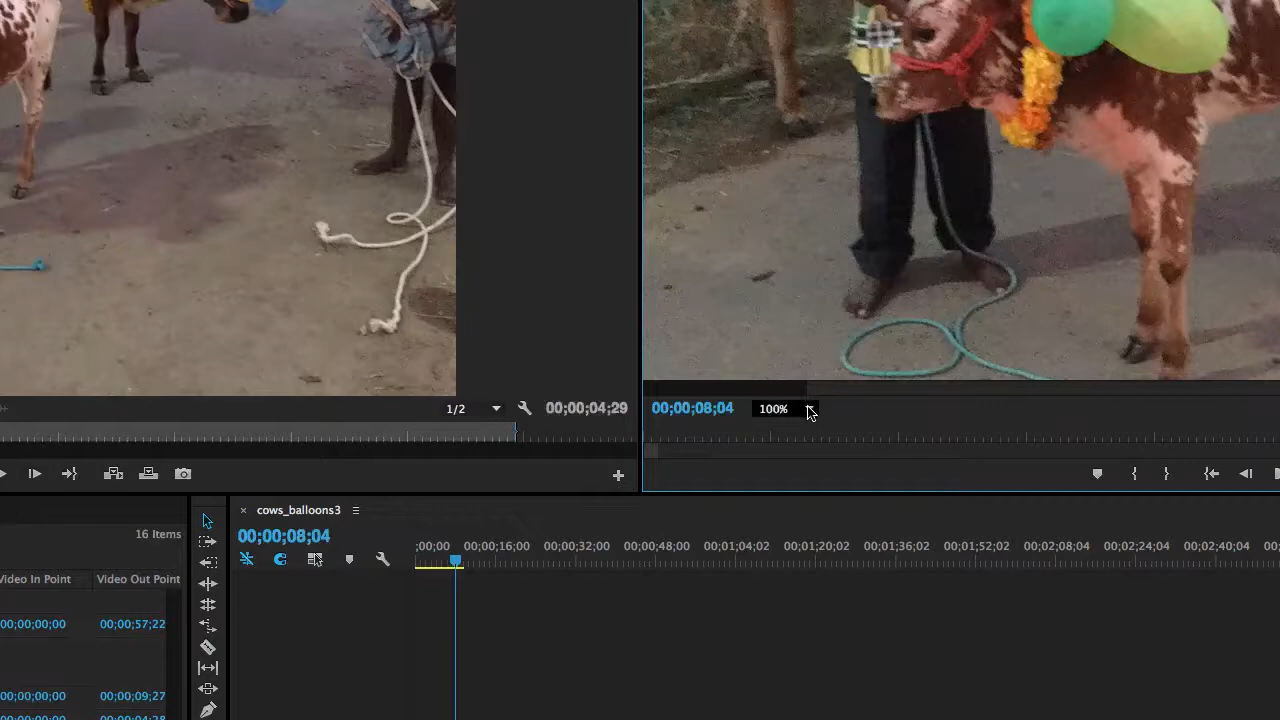 1/2 00;00;04;29
00;00;08;04 100%
16 Items
Video In Point Video Out Point
00;00;00;00 00;00;57;22
00;00;00;00 00;00;09;27
× cows_balloons3
00;00;08;04
;00;00 00;00;16;00 00;00;32;00 00;00;48;00 00;01;04;02 00;01;20;02 00;01;36;02 00;01;52;02 00;02;08;04 00;02;24;04 00;02;40;04